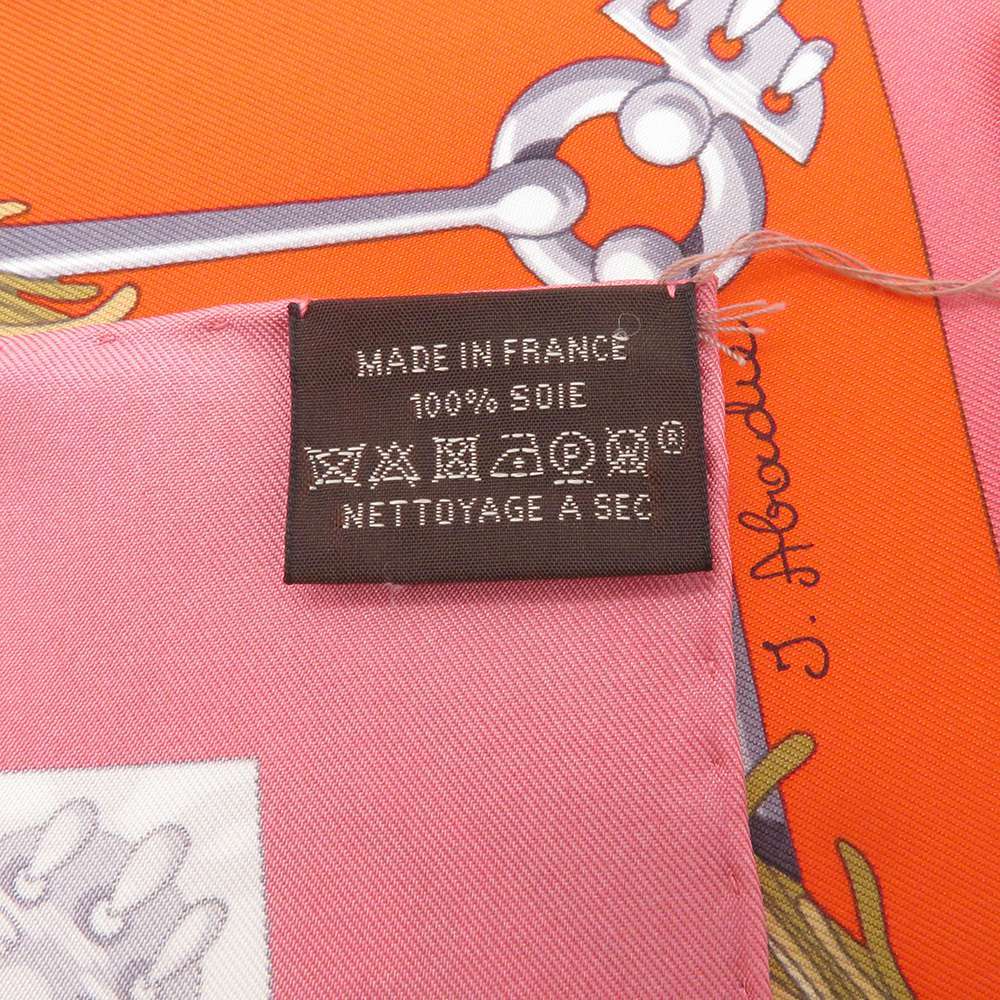 MADE IN FRANCE
100% SOIE
P ®
NETTOYAGE A SEC
J. Abadie